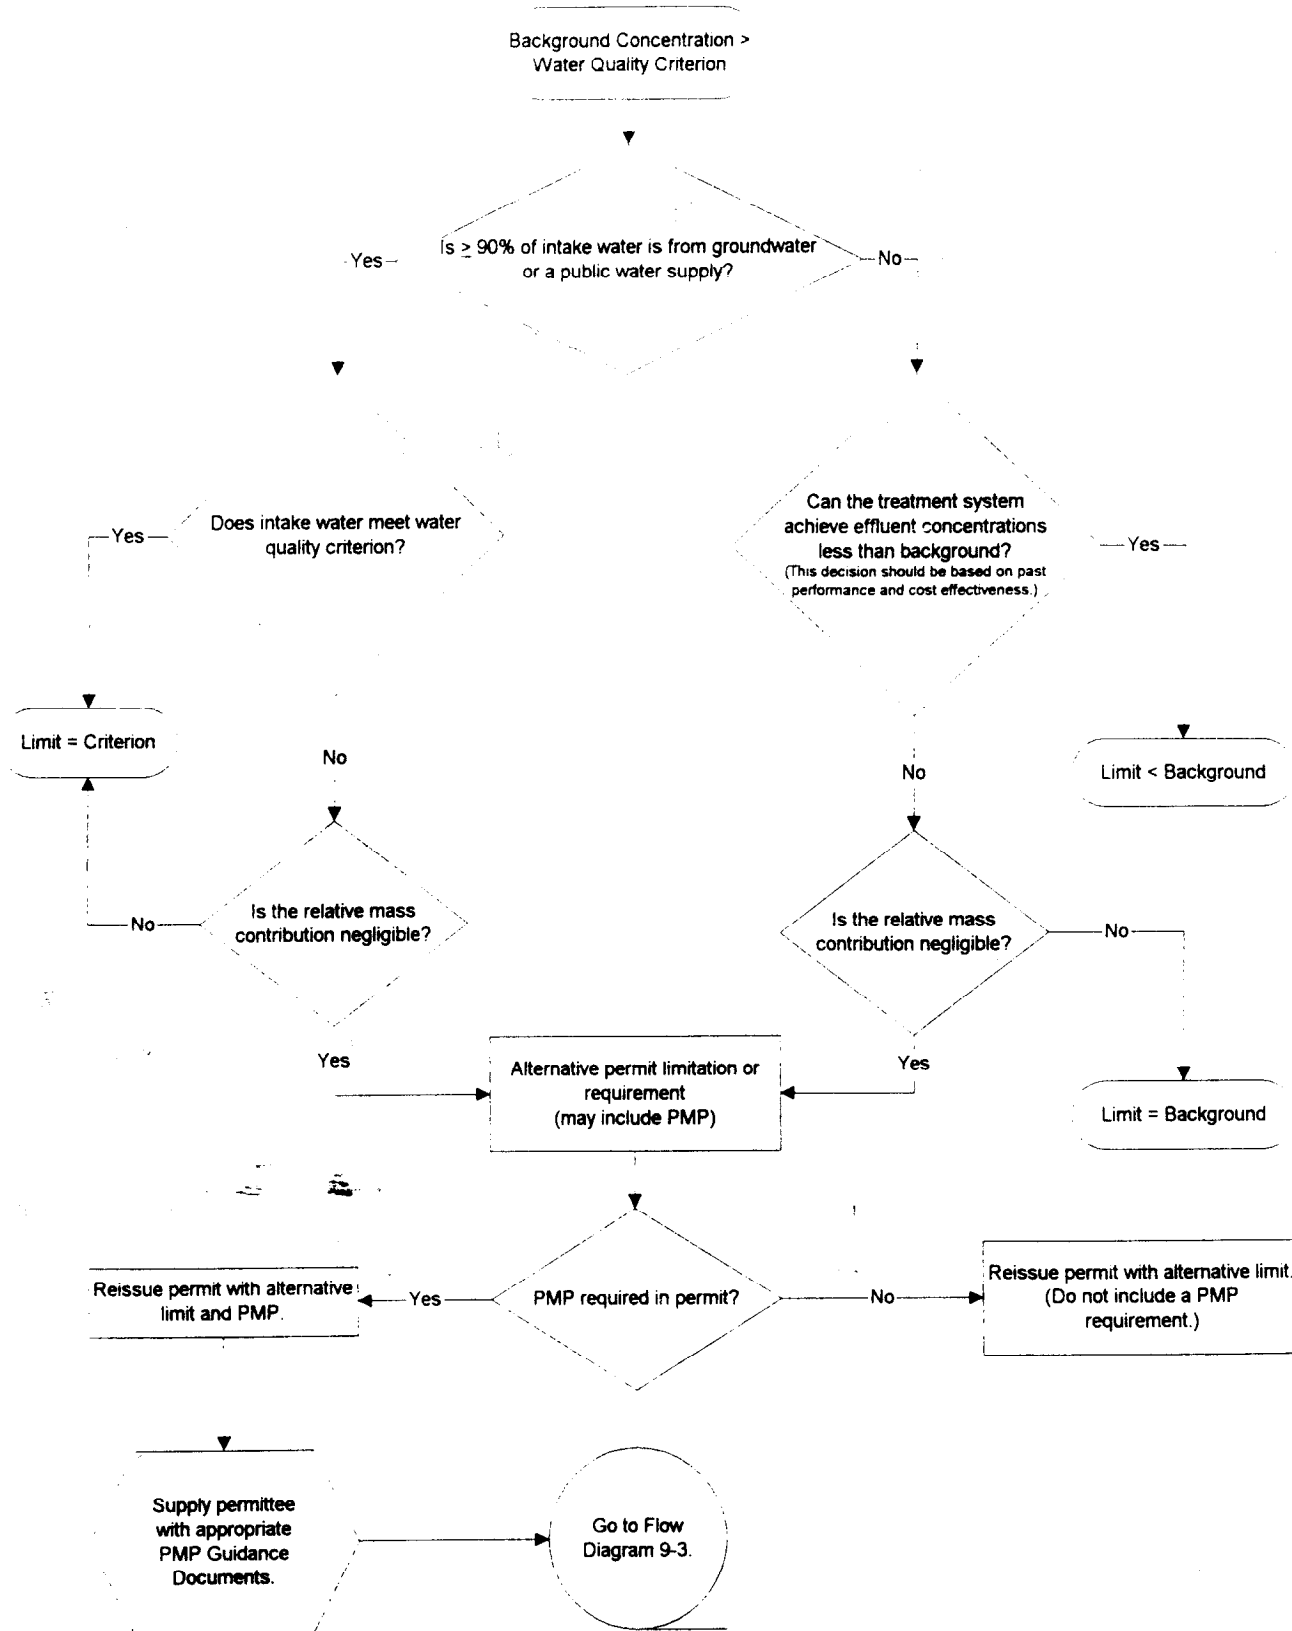 Background Concentration >
Water Quality Criterion
Is ≥ 90% of intake water is from groundwater
or a public water supply?
Yes
No
Does intake water meet water
quality criterion?
Yes
Can the treatment system
achieve effluent concentrations
less than background?
(This decision should be based on past
performance and cost effectiveness.)
Yes
Limit = Criterion
No
No
Limit < Background
Is the relative mass
contribution negligible?
No
Is the relative mass
contribution negligible?
No
Yes
Alternative permit limitation or
requirement
(may include PMP)
Yes
Limit = Background
Reissue permit with alternative
limit and PMP.
Yes
PMP required in permit?
No
Reissue permit with alternative limit.
(Do not include a PMP
requirement.)
Supply permittee
with appropriate
PMP Guidance
Documents.
Go to Flow
Diagram 9-3.